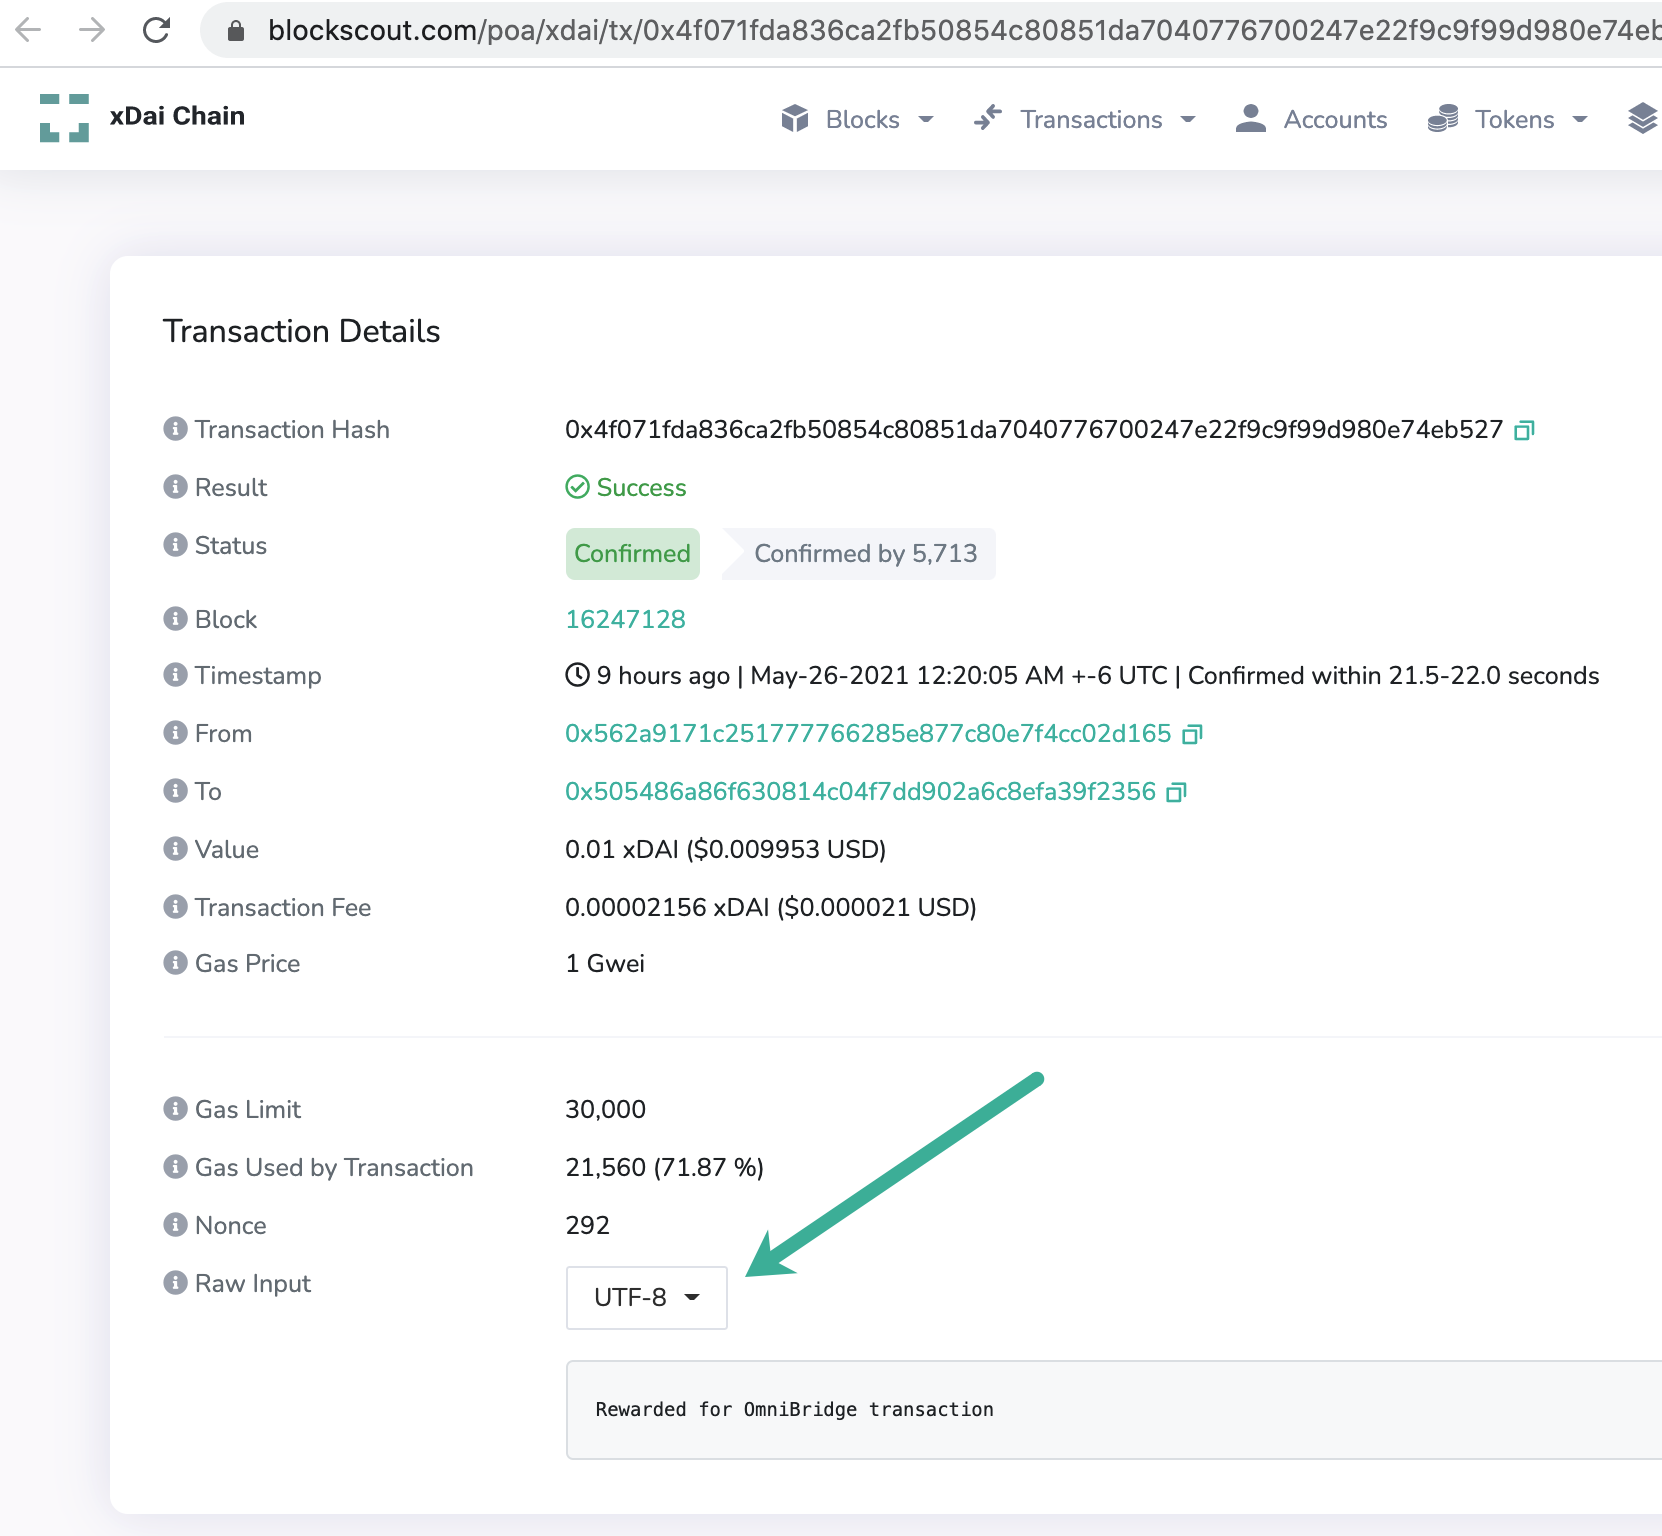 blockscout.com/poa/xdai/tx/0x4f071fda836ca2fb50854c80851da7040776700247e22f9c9f99d980e74eb
xDai Chain
Blocks
Transactions
Accounts
Tokens
Transaction Details
Transaction Hash 0x4f071fda836ca2fb50854c80851da7040776700247e22f9c9f99d980e74eb527
Result Success
Status Confirmed Confirmed by 5,713
Block 16247128
Timestamp 9 hours ago | May-26-2021 12:20:05 AM +-6 UTC | Confirmed within 21.5-22.0 seconds
From 0x562a9171c251777766285e877c80e7f4cc02d165
To 0x505486a86f630814c04f7dd902a6c8efa39f2356
Value 0.01 xDAI ($0.009953 USD)
Transaction Fee 0.00002156 xDAI ($0.000021 USD)
Gas Price 1 Gwei
Gas Limit 30,000
Gas Used by Transaction 21,560 (71.87 %)
Nonce 292
Raw Input UTF-8
Rewarded for OmniBridge transaction